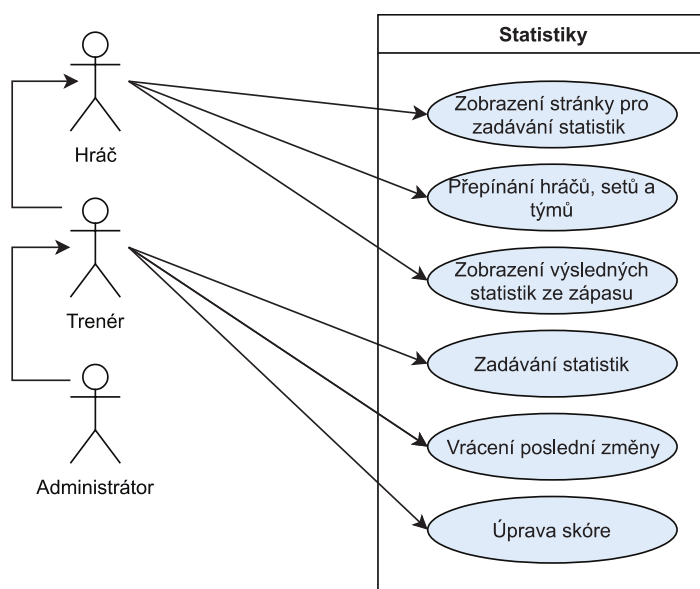 Statistiky
Zobrazení stránky pro
zadávání statistik
Hráč
Přepínání hráčů, setů a
týmů
Zobrazení výsledných
statistik ze zápasu
Trenér
Zadávání statistik
Vrácení poslední změny
Administrátor
Úprava skóre